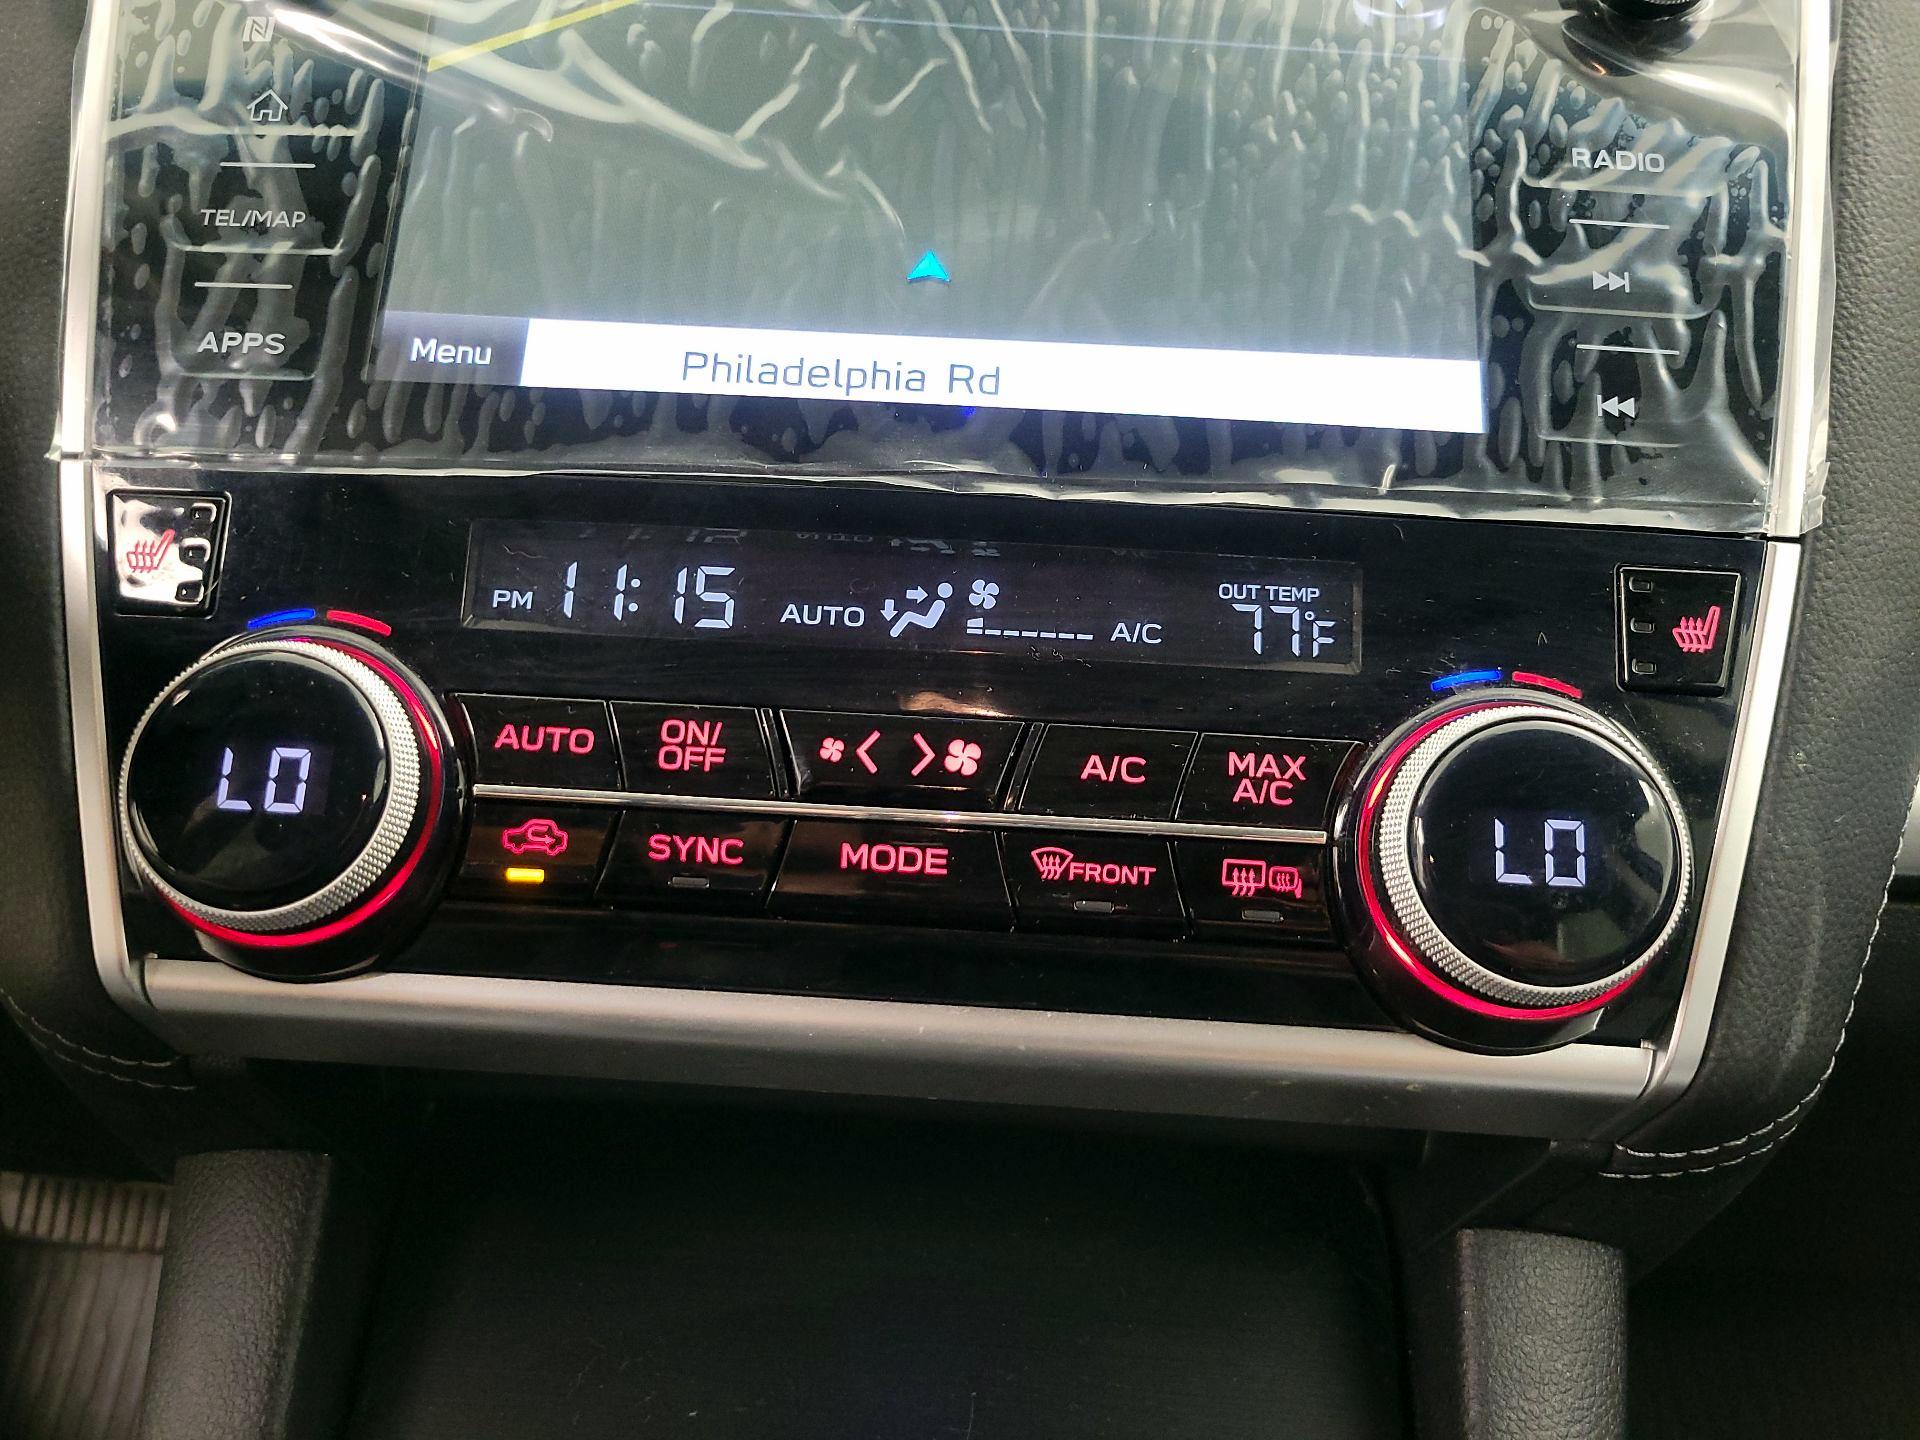 TEL/MAP
RADIO
APPS
Menu
Philadelphia Rd
PM 11:15
AUTO
A/C
OUT TEMP
77°F
LO
AUTO
ON/
OFF
A/C
MAX
A/C
LO
SYNC
MODE
FRONT